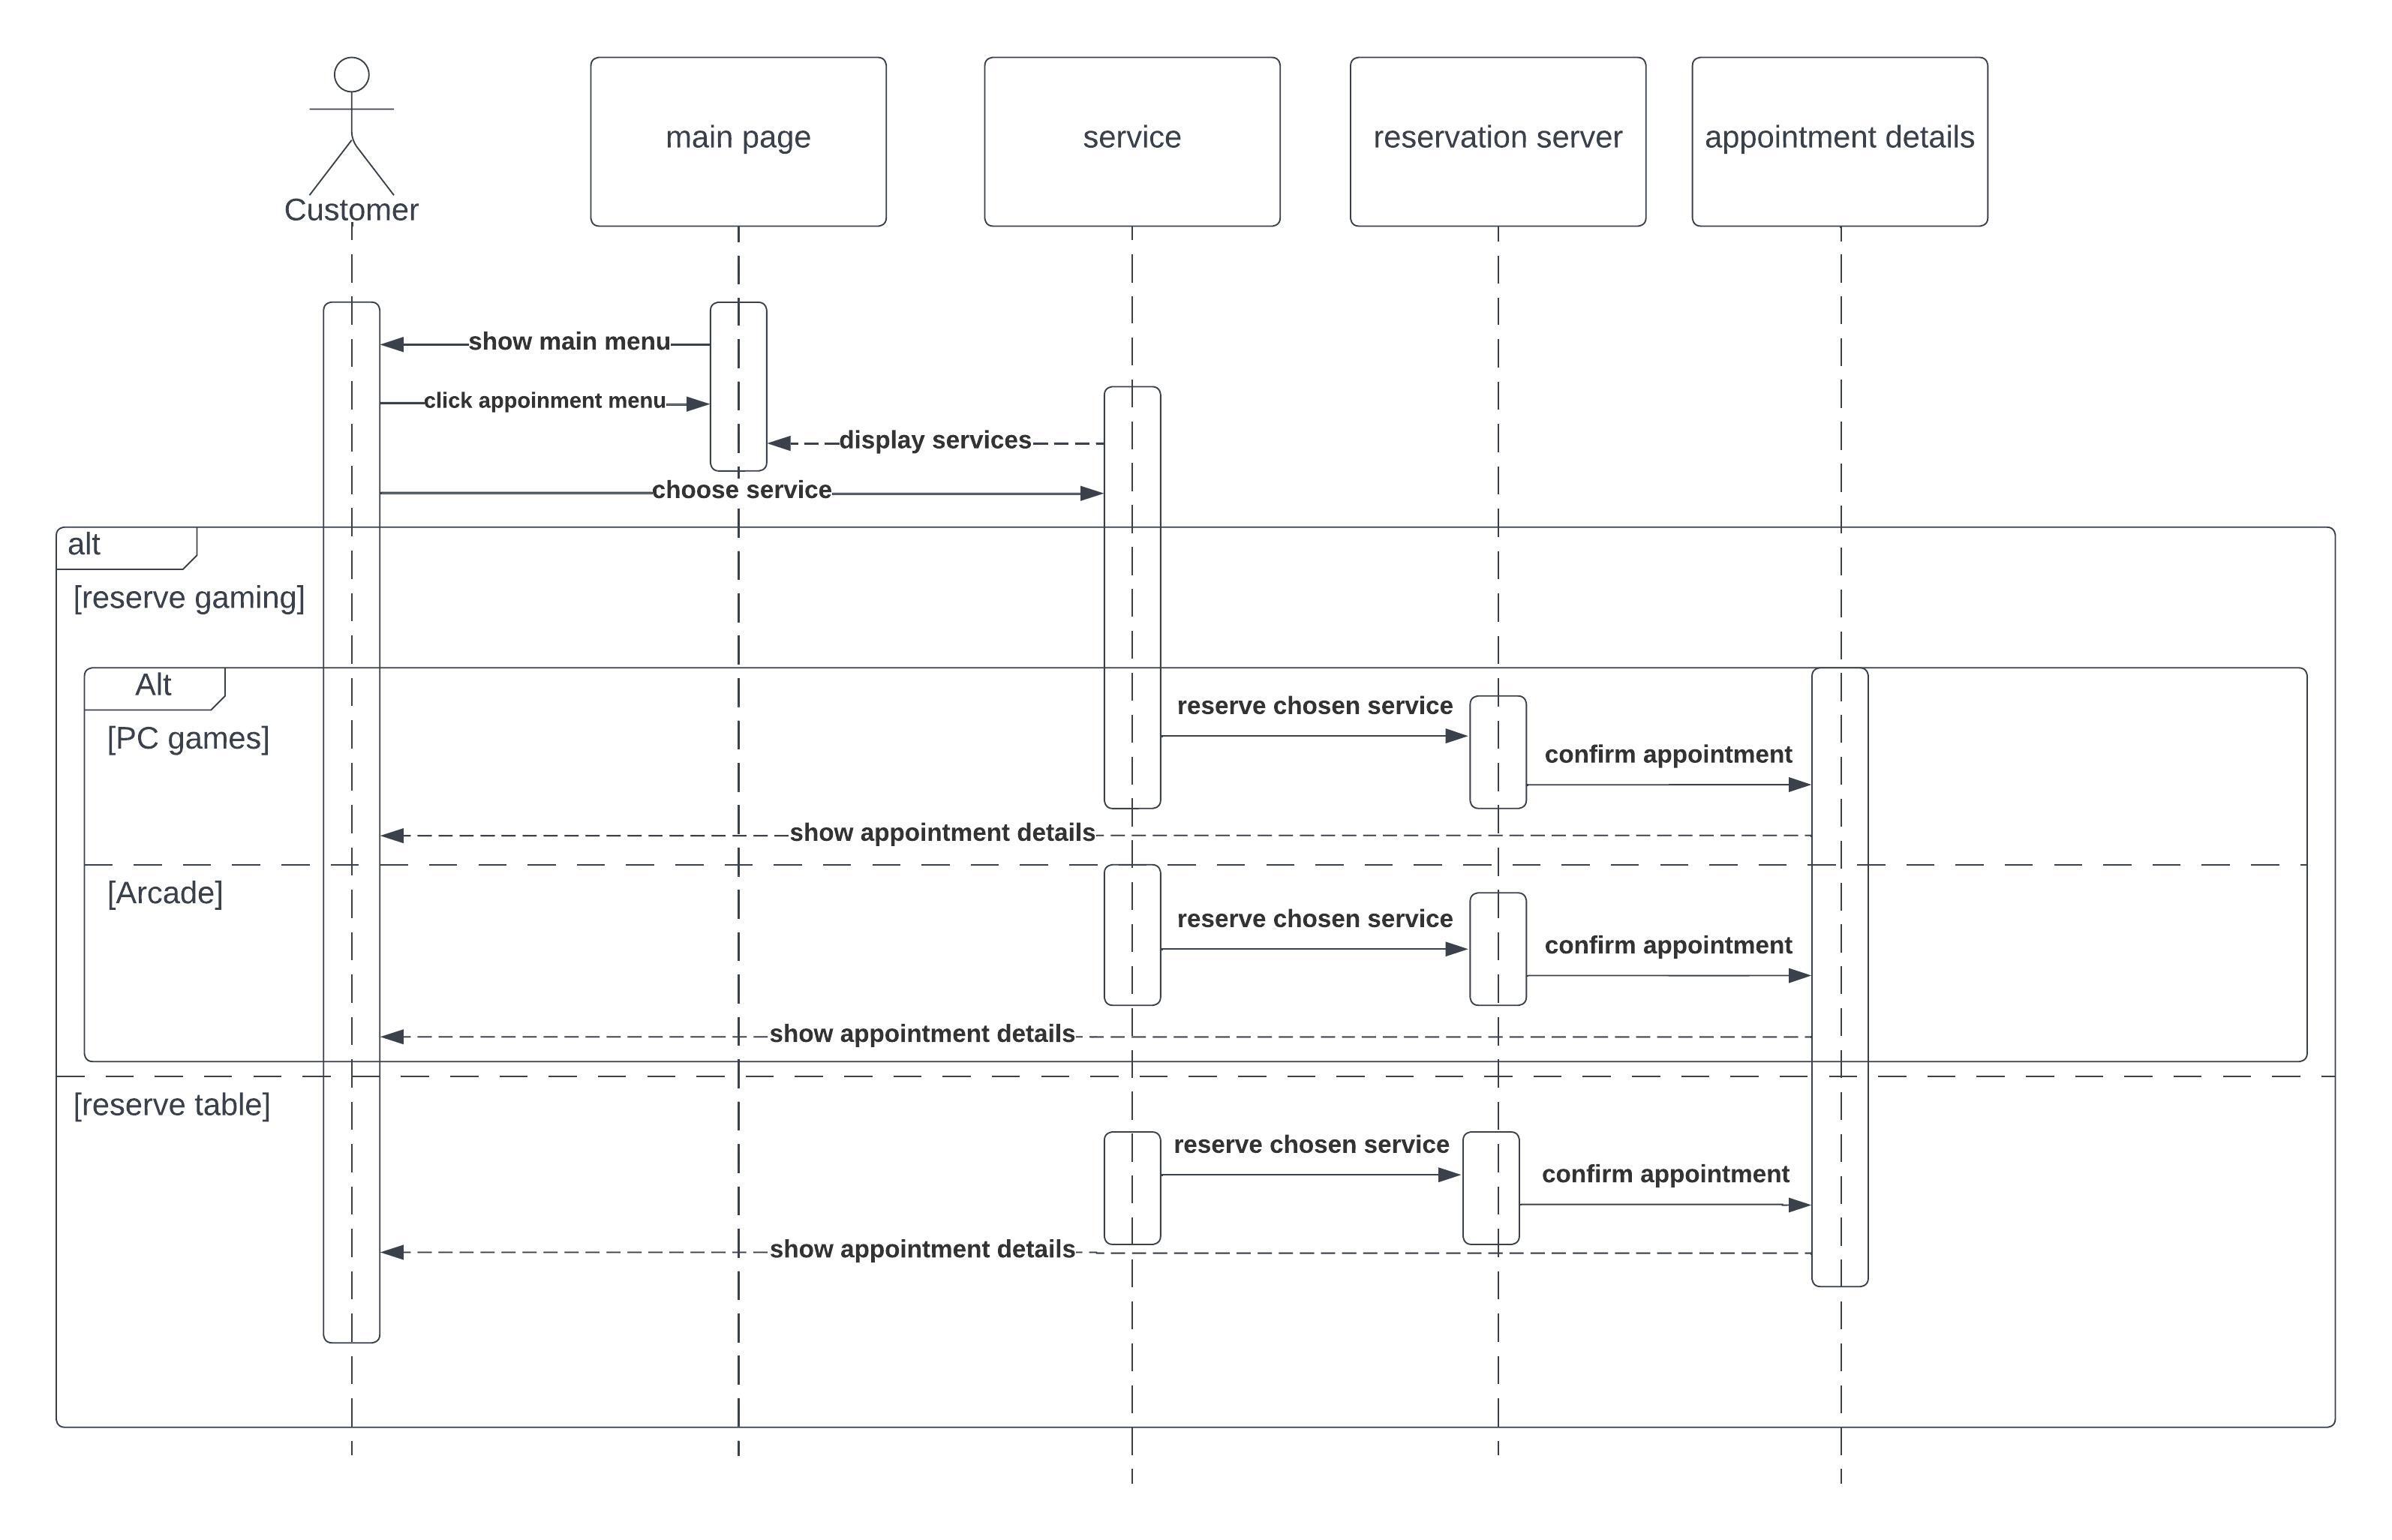 Customer
main page
service
reservation server
appointment details
show main menu
click appoinment menu
display services
choose service
alt
[reserve gaming]
Alt
[PC games]
reserve chosen service
confirm appointment
show appointment details
[Arcade]
reserve chosen service
confirm appointment
show appointment details
[reserve table]
reserve chosen service
confirm appointment
show appointment details